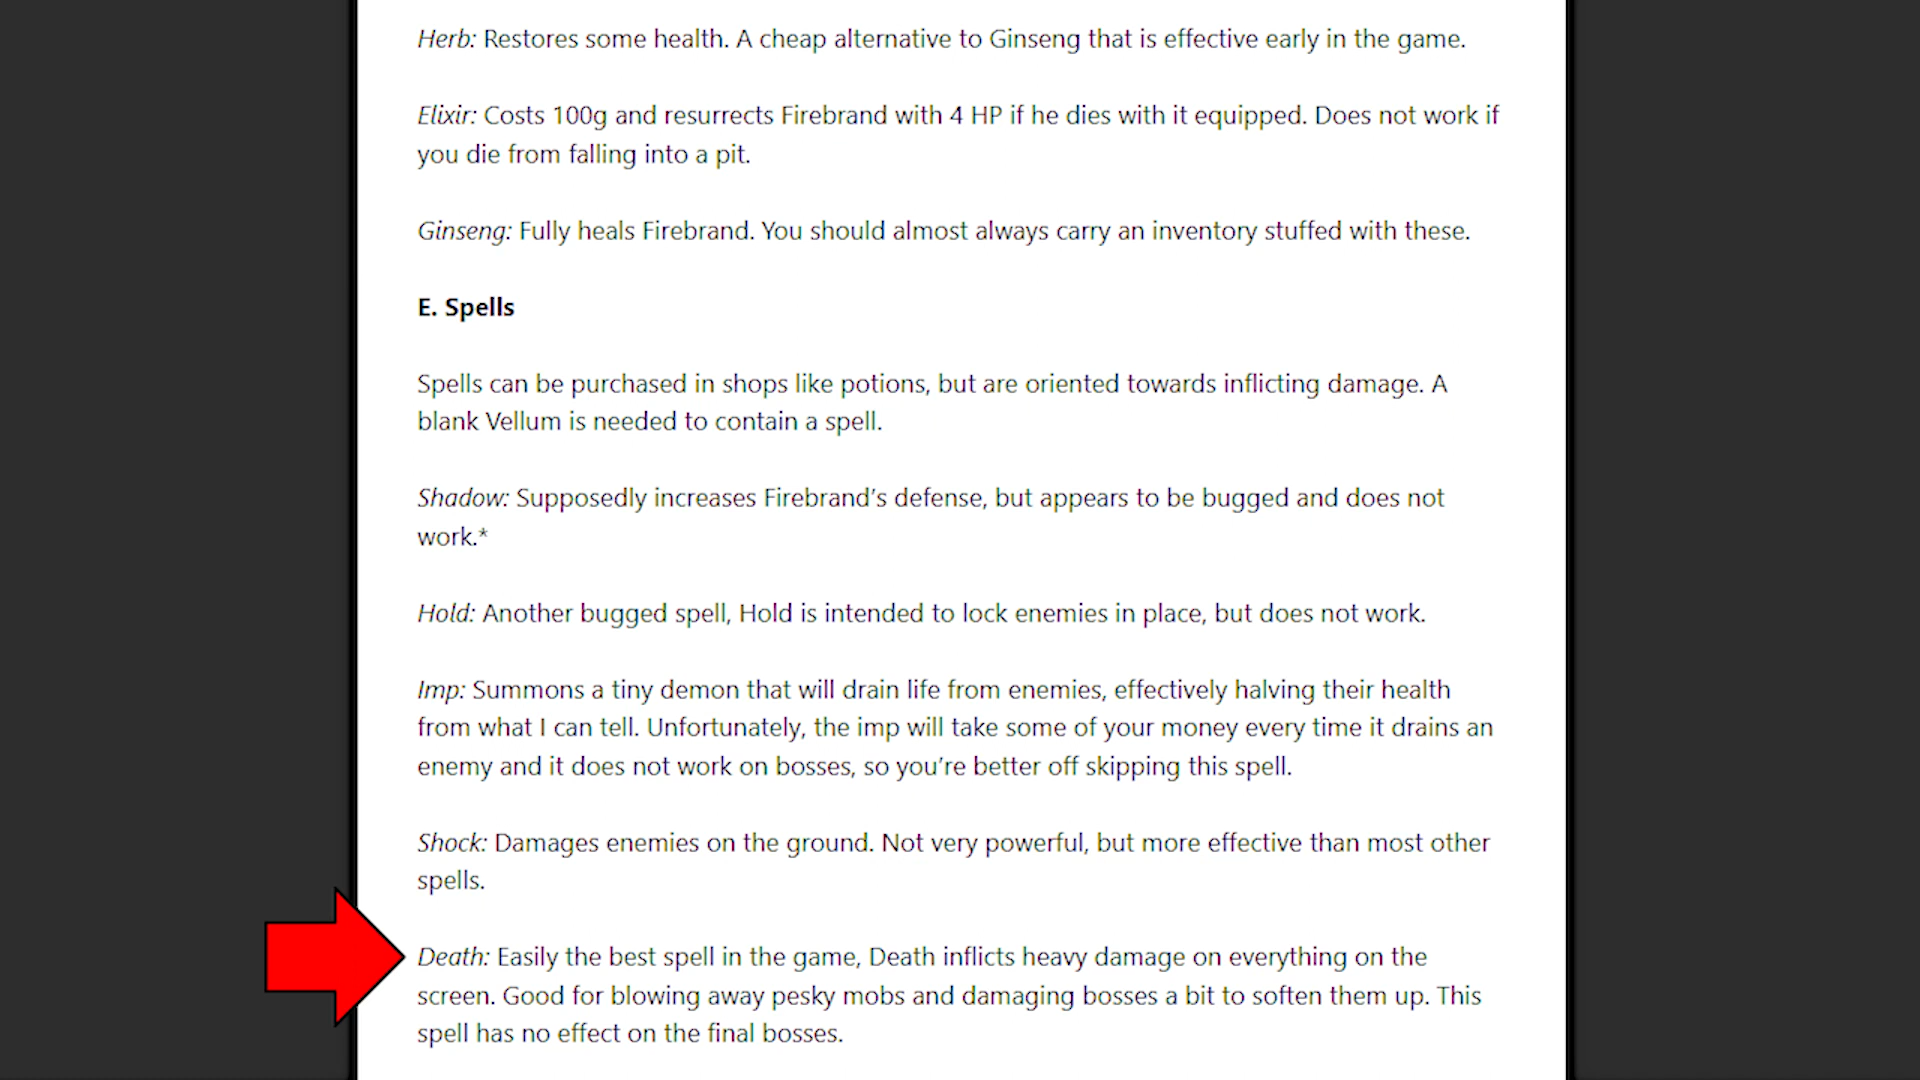 Herb: Restores some health. A cheap alternative to Ginseng that is effective early in the game.
Elixir: Costs 100g and resurrects Firebrand with 4 HP if he dies with it equipped. Does not work if
you die from falling into a pit.
Ginseng: Fully heals Firebrand. You should almost always carry an inventory stuffed with these.
E. Spells
Spells can be purchased in shops like potions, but are oriented towards inflicting damage. A
blank Vellum is needed to contain a spell.
Shadow: Supposedly increases Firebrand’s defense, but appears to be bugged and does not
work.*
Hold: Another bugged spell, Hold is intended to lock enemies in place, but does not work.
Imp: Summons a tiny demon that will drain life from enemies, effectively halving their health
from what I can tell. Unfortunately, the imp will take some of your money every time it drains an
enemy and it does not work on bosses, so you’re better off skipping this spell.
Shock: Damages enemies on the ground. Not very powerful, but more effective than most other
spells.
Death: Easily the best spell in the game, Death inflicts heavy damage on everything on the
screen. Good for blowing away pesky mobs and damaging bosses a bit to soften them up. This
spell has no effect on the final bosses.